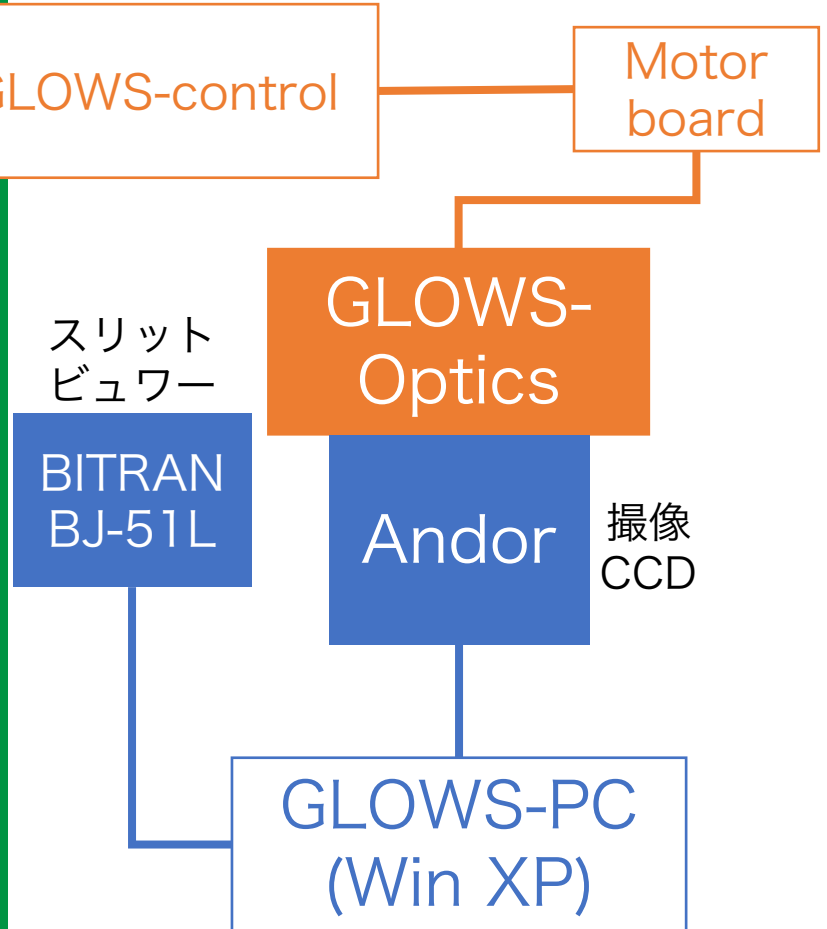 GLOWS-control
Motor
board
GLOWS-
Optics
スリット
ビュワー
BITRAN
BJ-51L
Andor
撮像
CCD
GLOWS-PC
(Win XP)